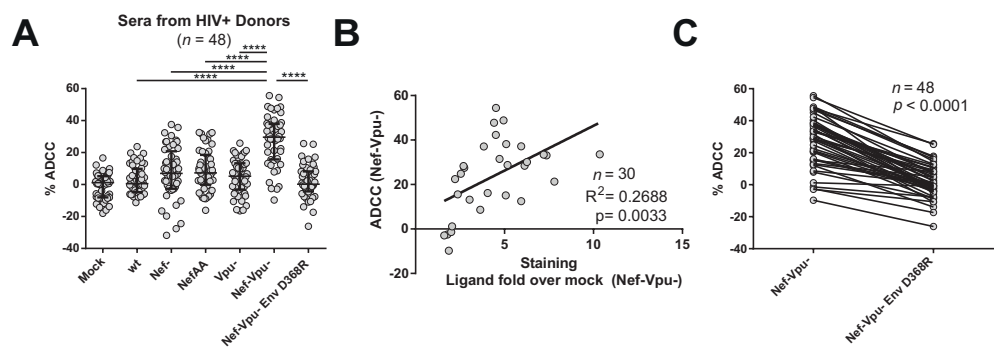 A
Sera from HIV+ Donors
(n = 48)
****
****
****
****
****
% ADCC
60
40
20
0
-20
-40
Mock
wt
Nef-
NefAA
Vpu-
Nef-Vpu-
Nef-Vpu- Env D368R
B
ADCC (Nef-Vpu-)
60
40
20
0
-20
5
10
15
n = 30
R2 = 0.2688
p= 0.0033
Staining
Ligand fold over mock (Nef-Vpu-)
C
n = 48
p < 0.0001
% ADCC
60
40
20
0
-20
-40
Nef-Vpu-
Nef-Vpu- Env D368R